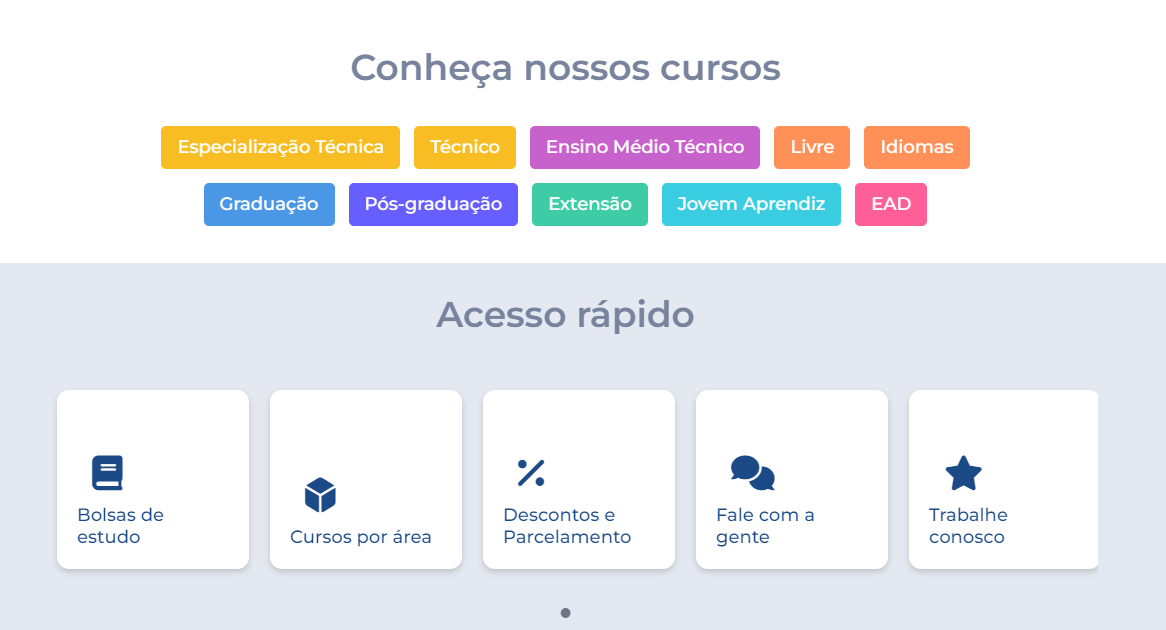 Conheça nossos cursos
Especialização Técnica
Técnico
Ensino Médio Técnico
Livre
Idiomas
Graduação
Pós-graduação
Extensão
Jovem Aprendiz
EAD
Acesso rápido
Bolsas de
estudo
Cursos por área
Descontos e
Parcelamento
Fale com a
gente
Trabalhe
conosco